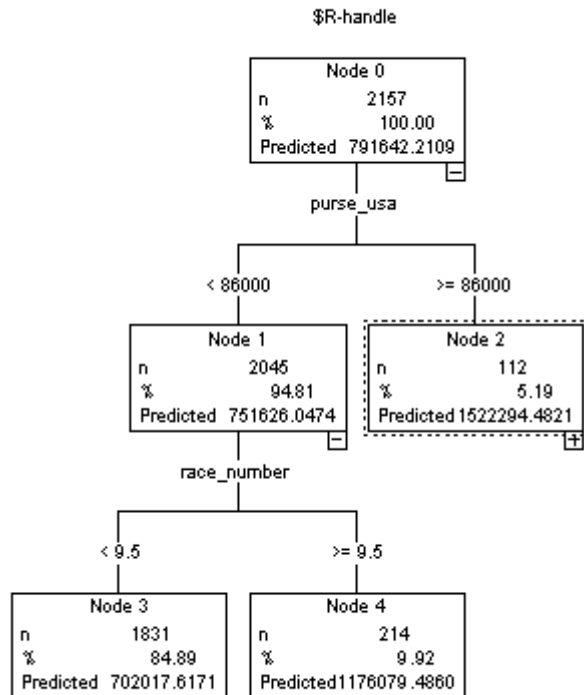 $R-handle
Node 0
n 2157
% 100.00
Predicted 791642.2109
purse_usa
< 86000
>= 86000
Node 1
n 2045
% 94.81
Predicted 751626.0474
Node 2
n 112
% 5.19
Predicted 1522294.4821
race_number
< 9.5
>= 9.5
Node 3
n 1831
% 84.89
Predicted 702017.6171
Node 4
n 214
% 9.92
Predicted 1176079.4860